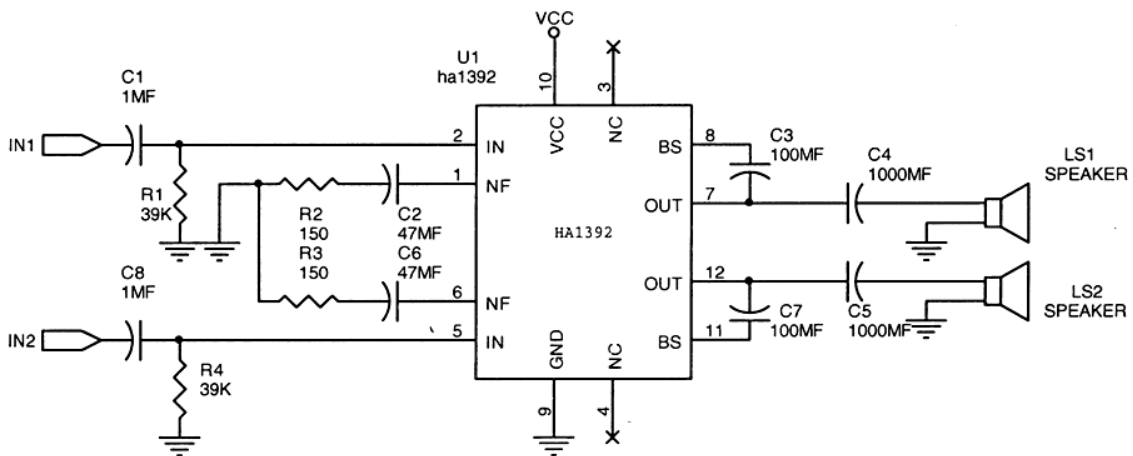 VCC
U1
ha1392
10
3
VCC
NC
C1
1MF
IN1
2
IN
R1
39K
1
NF
R2
150
C2
47MF
R3
150
C6
47MF
6
NF
C8
1MF
IN2
5
IN
R4
39K
HA1392
BS
8
C3
100MF
OUT
7
C4
1000MF
LS1
SPEAKER
OUT
12
C7
100MF
C5
1000MF
LS2
SPEAKER
BS
11
GND
NC
9
4